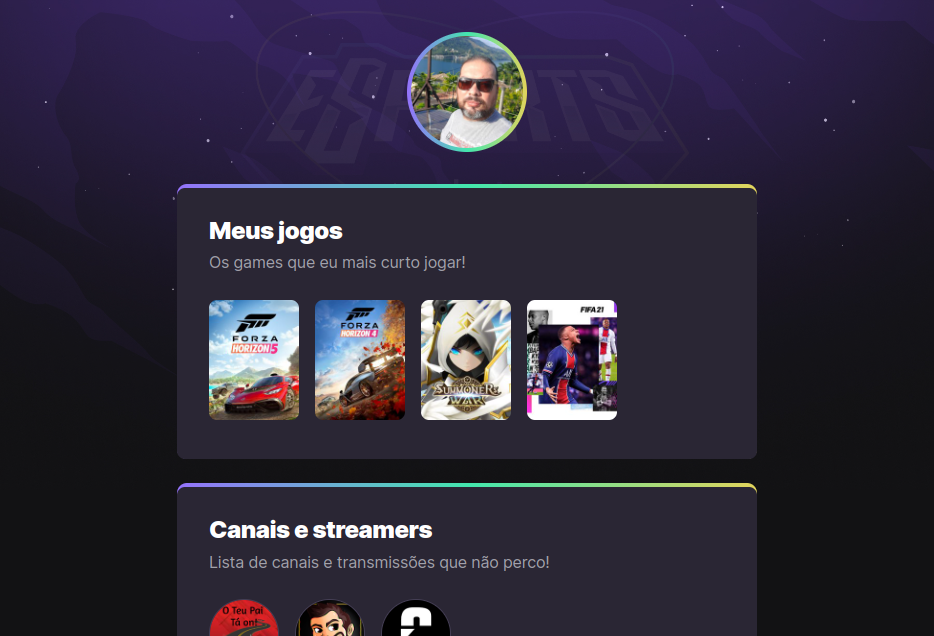 ESPORTS
Meus jogos
Os games que eu mais curto jogar!
FORZA
HORIZON 5
FORZA
HORIZON 4
SUMMONERS
WAR
FIFA 21
Canais e streamers
Lista de canais e transmissões que não perco!
O Teu Pai
Tá on!